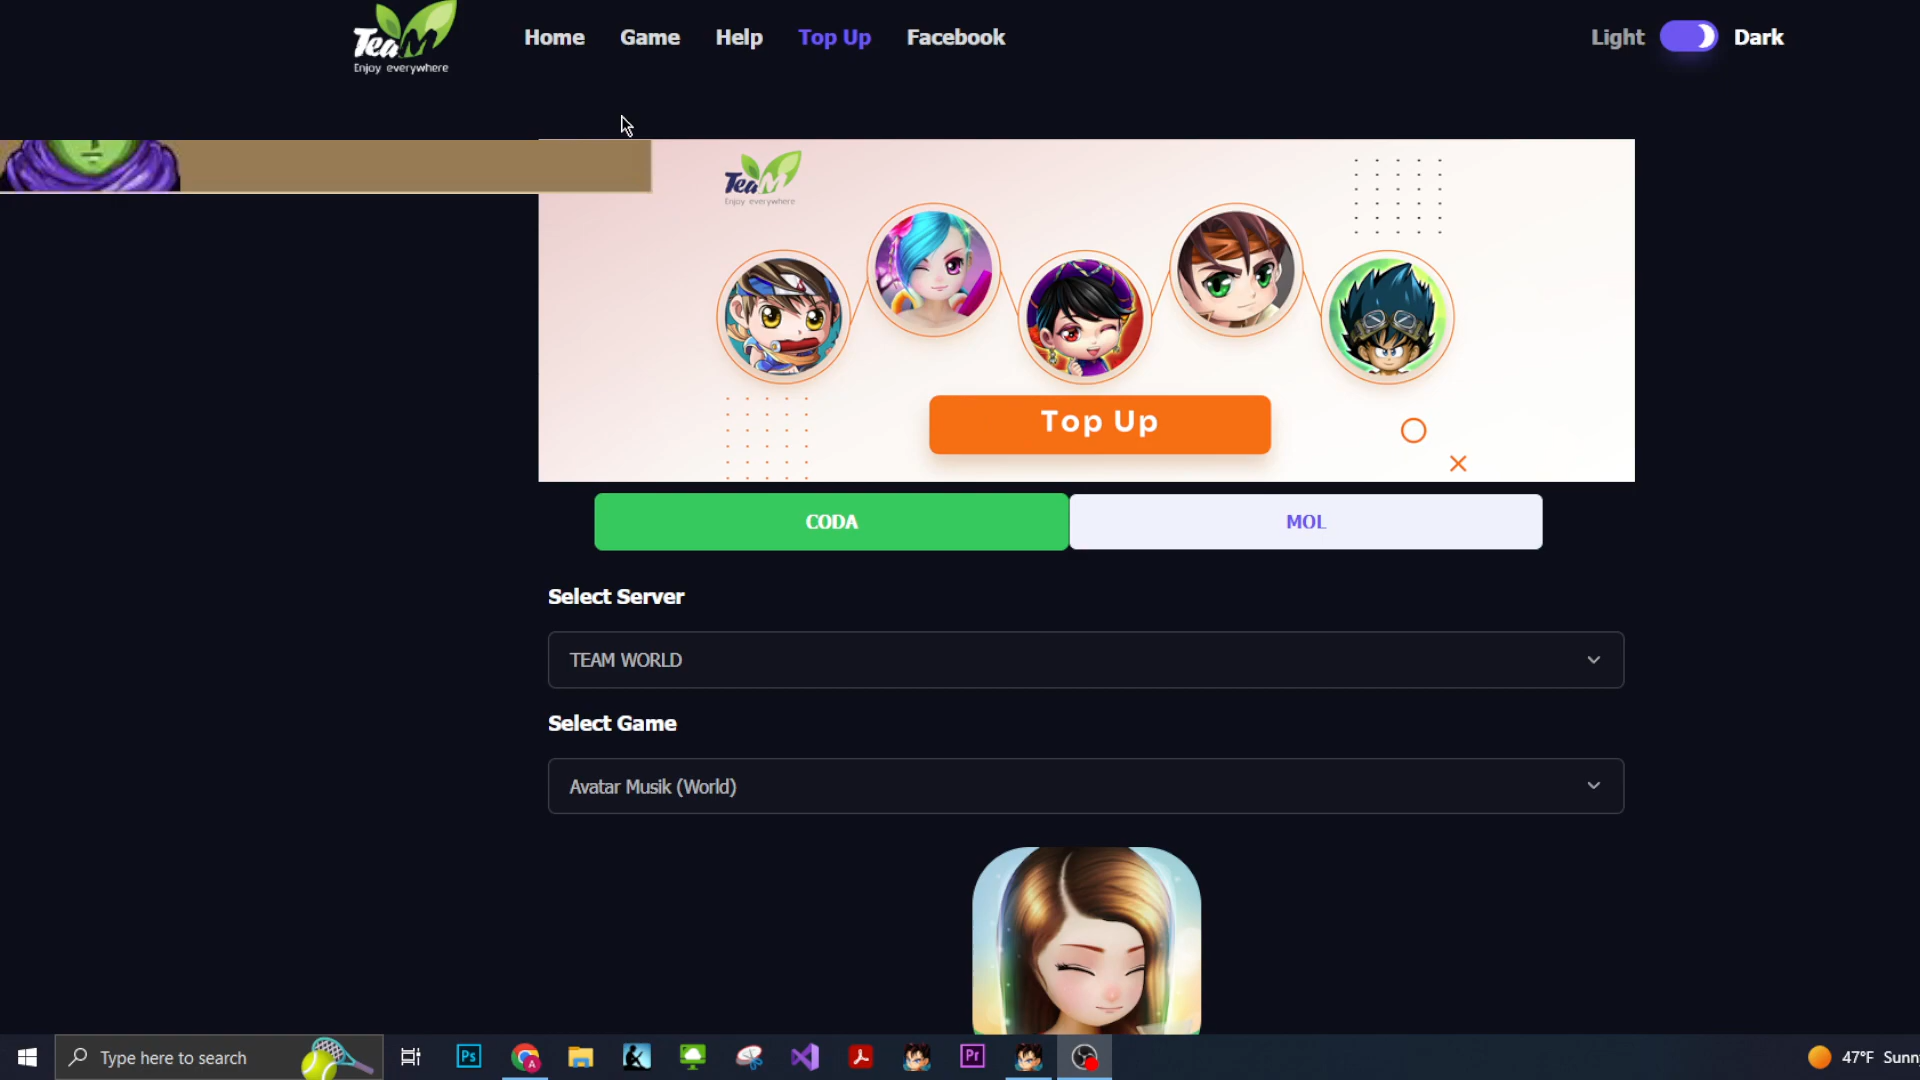 TeaM
Enjoy everywhere
Home
Game
Help
Top Up
Facebook
Light
Dark
TeaM
Enjoy everywhere
Top Up
CODA
MOL
Select Server
TEAM WORLD
Select Game
Avatar Musik (World)
Type here to search
Ps
A
Pr
47°F Sunn